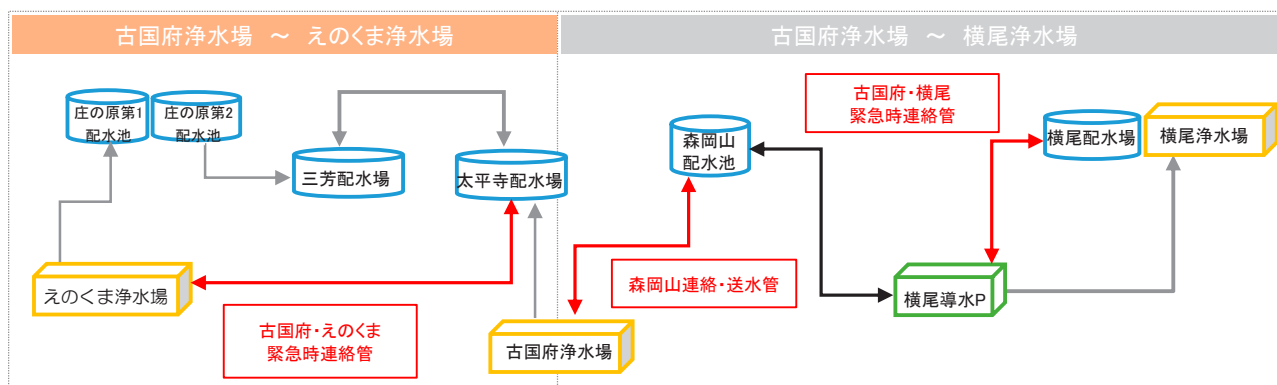 古国府浄水場 ～ えのくま浄水場
古国府浄水場 ～ 横尾浄水場
庄の原第1
配水池
庄の原第2
配水池
三芳配水場
太平寺配水場
えのくま浄水場
古国府・えのくま
緊急時連絡管
古国府浄水場
森岡山
配水池
古国府・横尾
緊急時連絡管
横尾配水場
横尾浄水場
森岡山連絡・送水管
横尾導水P